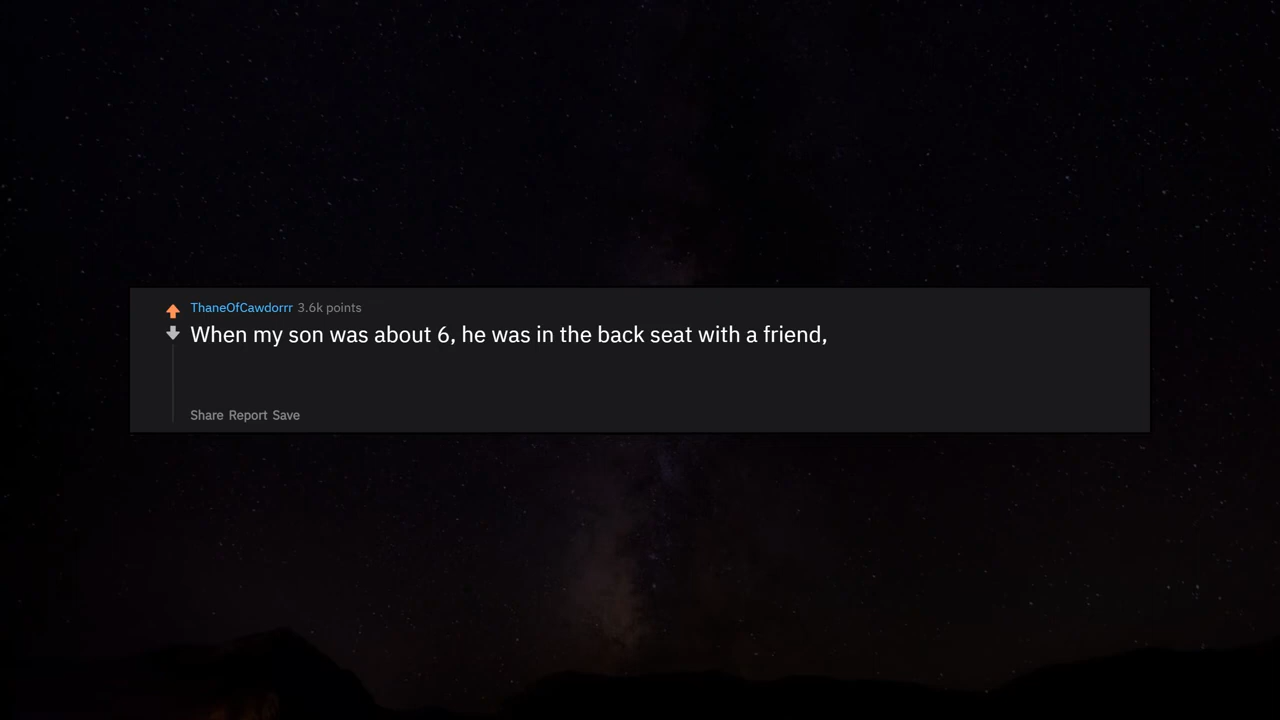 ThaneOfCawdorrr 3.6k points
When my son was about 6, he was in the back seat with a friend,
Share Report Save